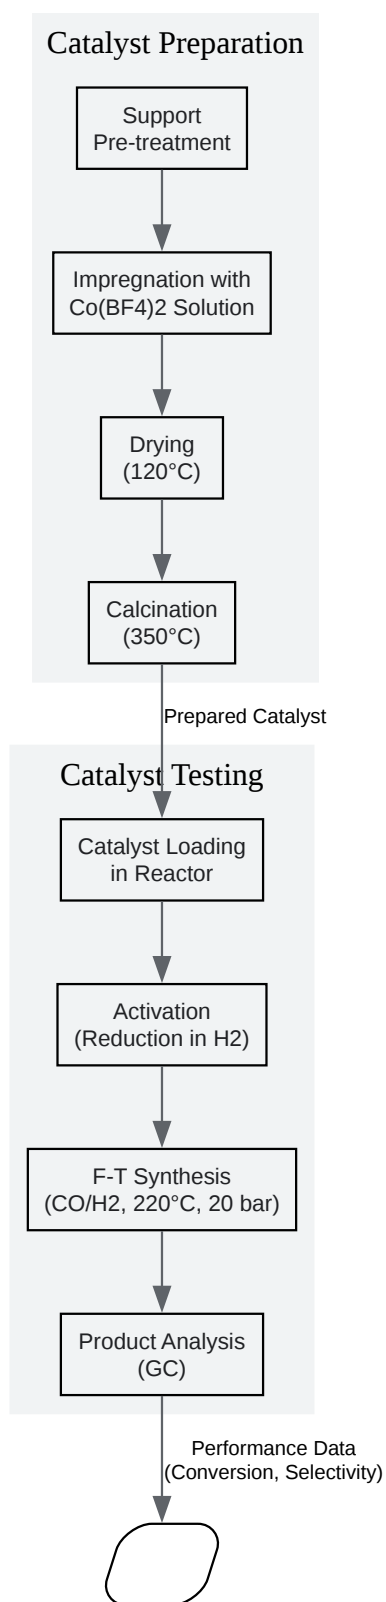 Catalyst Preparation
Support
Pre-treatment
Impregnation with
Co(BF4)2 Solution
Drying
(120°C)
Calcination
(350°C)
Prepared Catalyst
Catalyst Testing
Catalyst Loading
in Reactor
Activation
(Reduction in H2)
F-T Synthesis
(CO/H2, 220°C, 20 bar)
Product Analysis
(GC)
Performance Data
(Conversion, Selectivity)